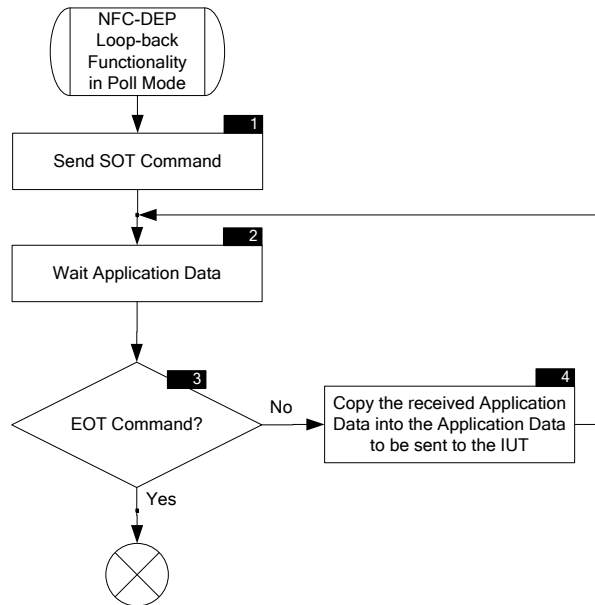 NFC-DEP
Loop-back
Functionality
in Poll Mode
1
Send SOT Command
2
Wait Application Data
3
EOT Command?
No
4
Copy the received Application
Data into the Application Data
to be sent to the IUT
Yes